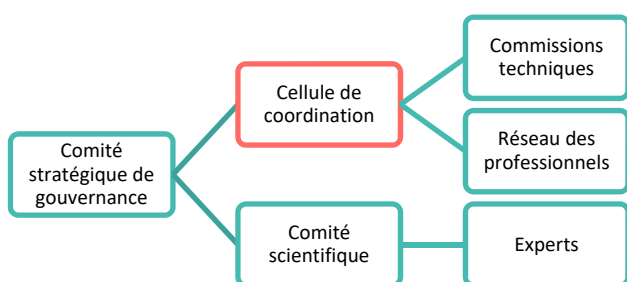 Comité
stratégique de
gouvernance
Cellule de
coordination
Comité
scientifique
Commissions
techniques
Réseau des
professionnels
Experts